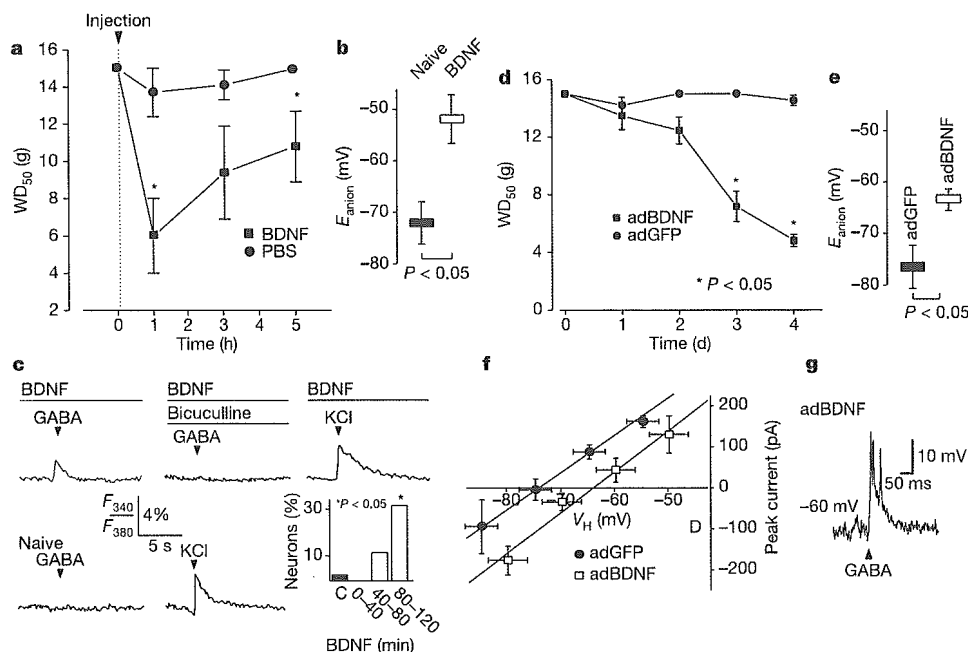 Injection
a
16
14
12
10
8
6
4
2
WD50 (g)
0 1 2 3 4 5
Time (h)
*
*
BDNF
PBS
b
Naive
BDNF
−50
−60
−70
−80
Eanion (mV)
P < 0.05
d
16
12
8
4
0
WD50 (g)
0 1 2 3 4
Time (d)
*
*
adBDNF
adGFP
* P < 0.05
e
adGFP
adBDNF
−50
−60
−70
−80
Eanion (mV)
P < 0.05
c
BDNF
GABA
BDNF
Bicuculline
GABA
BDNF
KCl
F340
F380
4%
5 s
Naive
GABA
KCl
*P < 0.05
*
30
10
Neurons (%)
C
0–40
40–80
80–120
BDNF (min)
f
200
100
0
−100
−200
Peak current (pA)
−80 −70 −60 −50
VH (mV)
D
adGFP
adBDNF
g
adBDNF
10 mV
50 ms
−60 mV
GABA